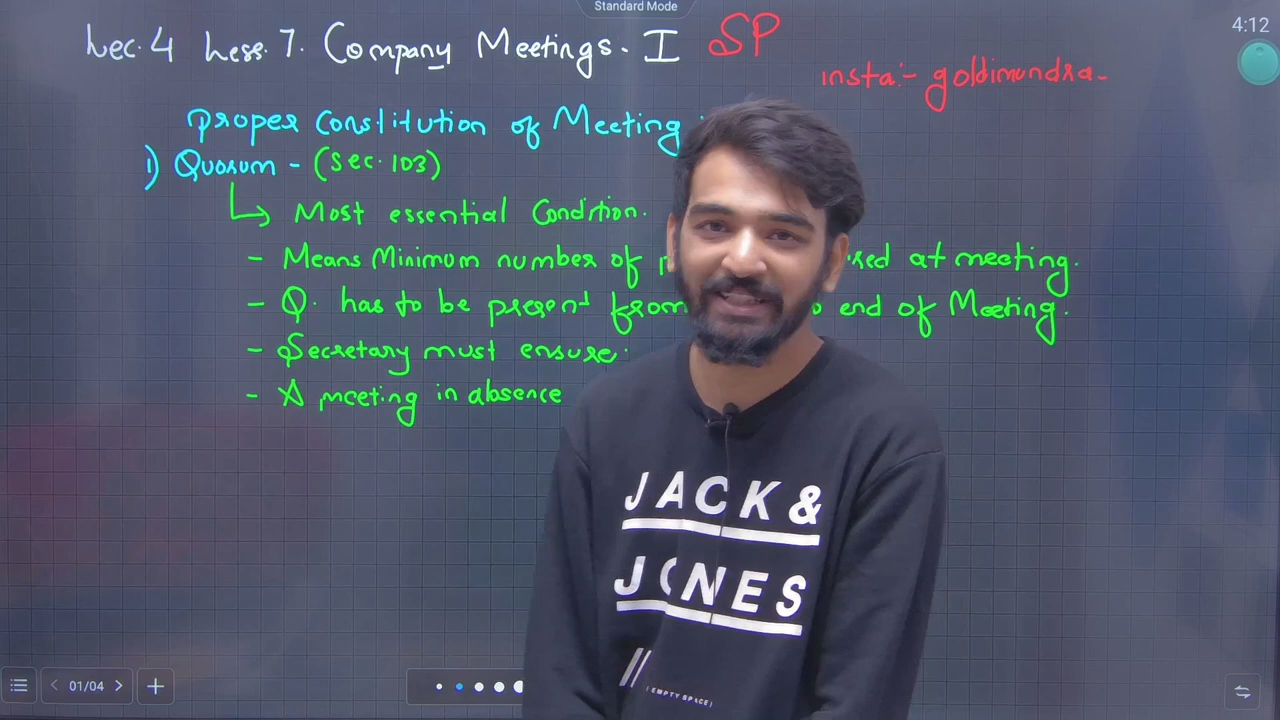 Standard Mode
4:12
Lec. 4 Less. 7. Company Meetings - I SP
insta:- goldimundra-
proper Constitution of Meeting
1) Quorum - (Sec. 103)
Most essential Condition.
- Means Minimum number of at meeting.
- Q. has to be present from end of Meeting.
- Secretary must ensure.
- A meeting in absence
JACK&
JONES
(EMPTY SPACE)
01/04